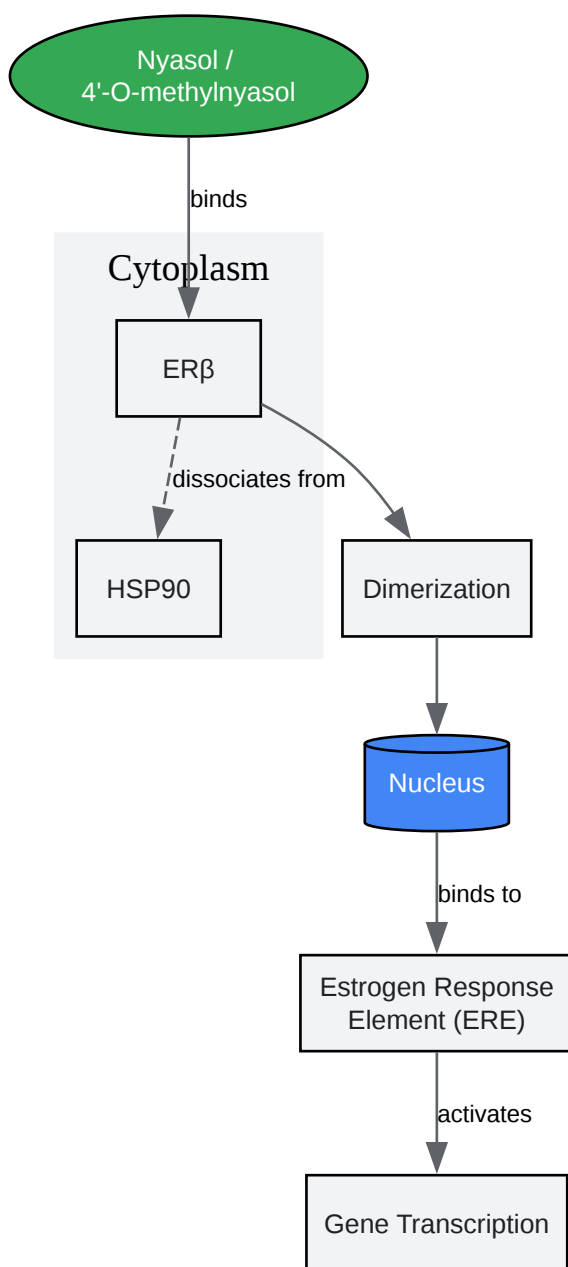 Nyasol /
4'-O-methylnyasol
binds
Cytoplasm
ERβ
dissociates from
HSP90
Dimerization
Nucleus
binds to
Estrogen Response
Element (ERE)
activates
Gene Transcription